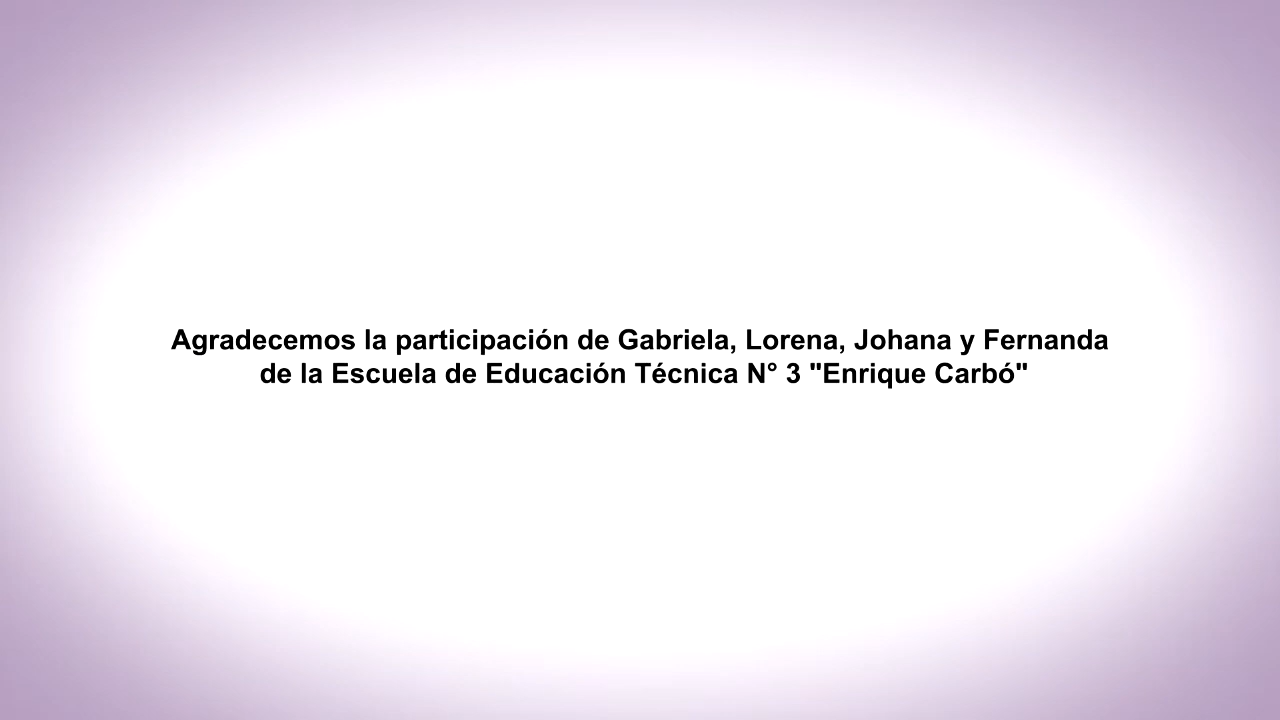 Agradecemos la participación de Gabriela, Lorena, Johana y Fernanda
de la Escuela de Educación Técnica N° 3 "Enrique Carbó"